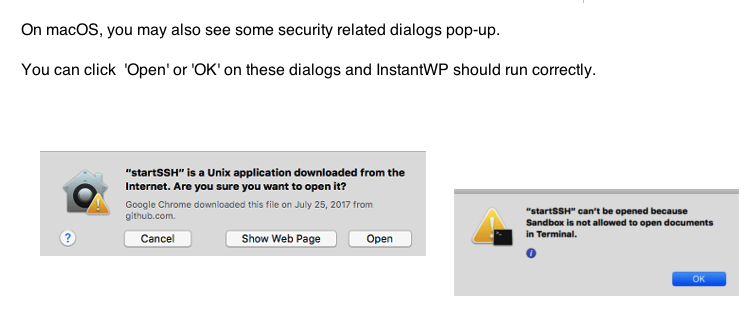 On macOS, you may also see some security related dialogs pop-up.
You can click 'Open' or 'OK' on these dialogs and InstantWP should run correctly.
"startSSH" is a Unix application downloaded from the
Internet. Are you sure you want to open it?
Google Chrome downloaded this file on July 25, 2017 from
github.com.
?
Cancel
Show Web Page
Open
"startSSH" can't be opened because
Sandbox is not allowed to open documents
in Terminal.
i
OK